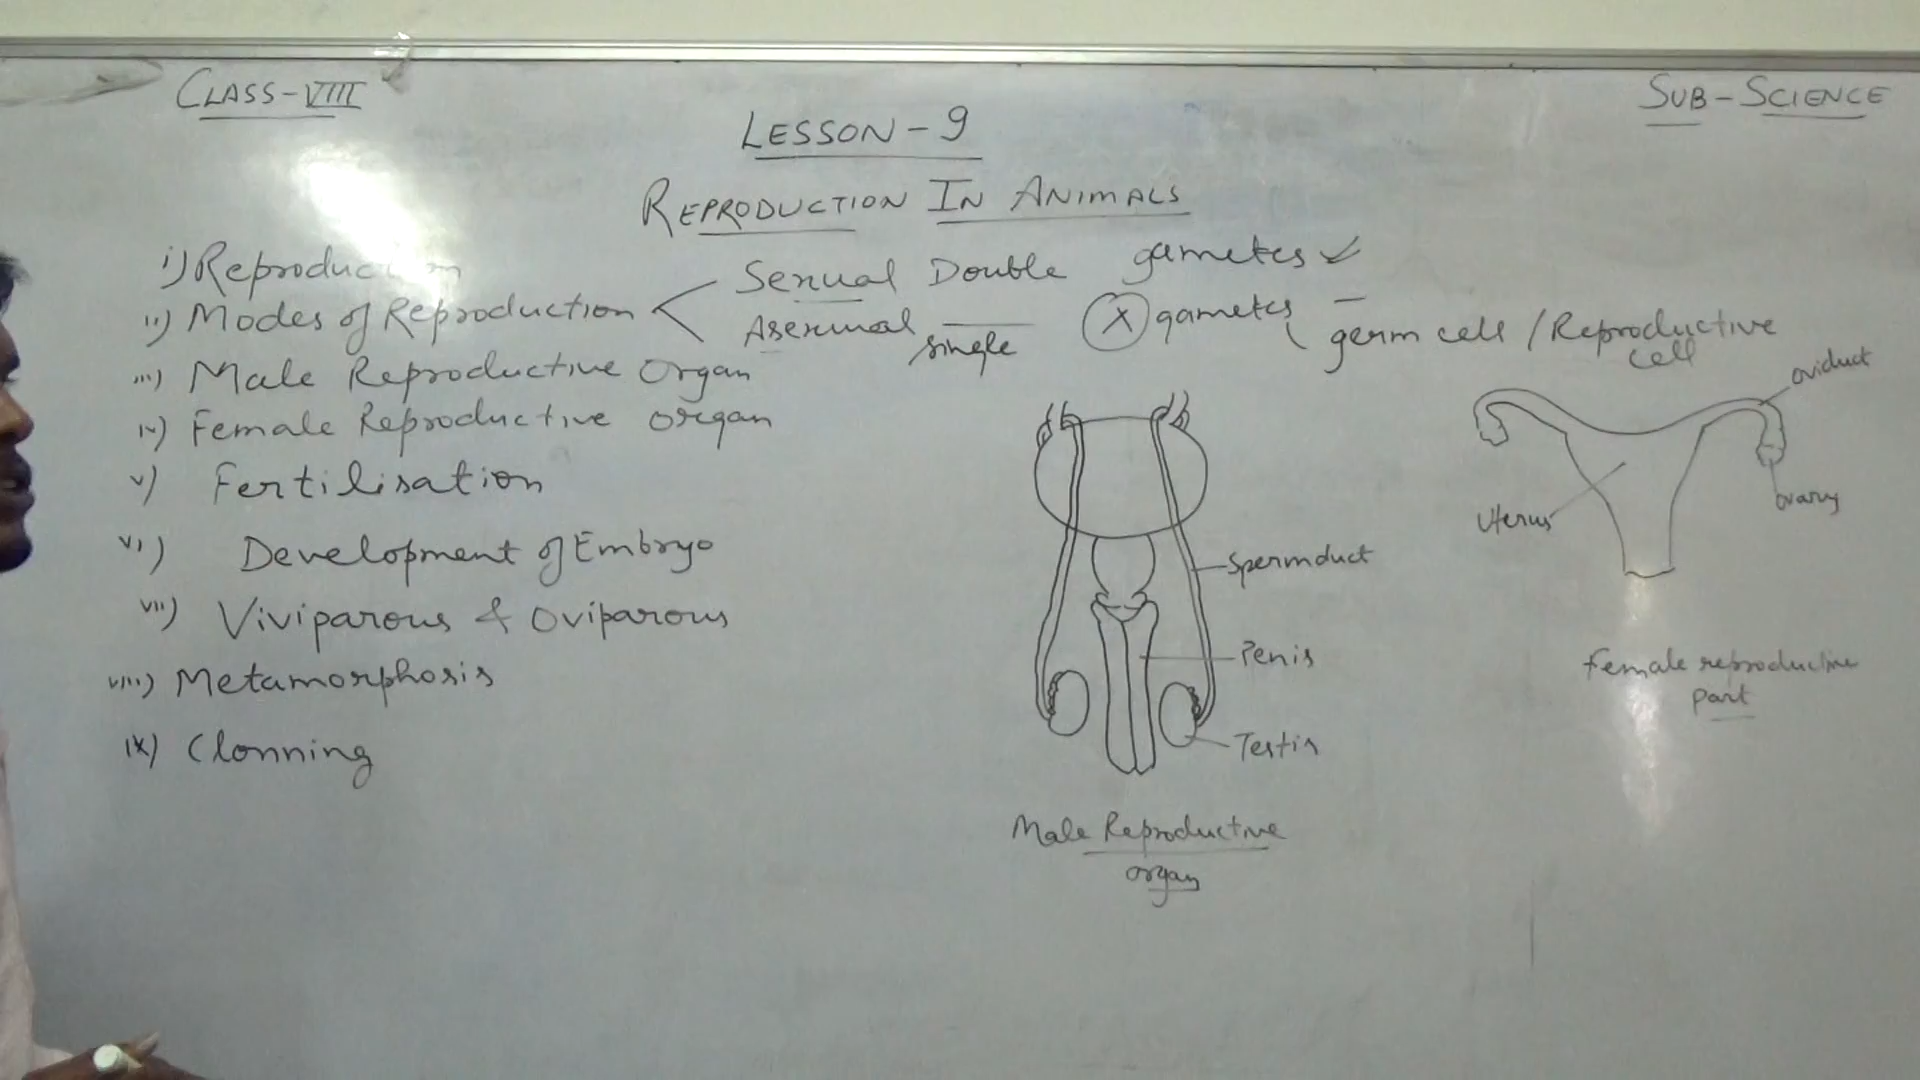 CLASS-VIII
SUB-SCIENCE
LESSON-9
REPRODUCTION IN ANIMALS
i) Reproduction
ii) Modes of Reproduction
Sexual Double gametes ✓
Asexual single X gametes
germ cell / Reproductive cell
iii) Male Reproductive Organ
iv) Female Reproductive organ
v) Fertilisation
vi) Development of Embryo
vii) Viviparous & Oviparous
viii) Metamorphosis
ix) Clonning
Spermduct
Penis
Testis
Male Reproductive
organ
oviduct
Uterus
ovary
Female reproductive
part